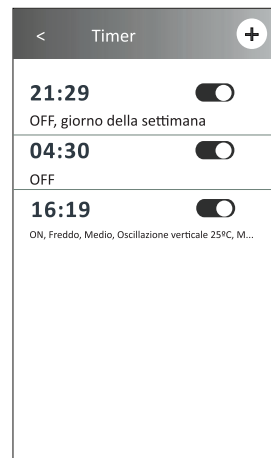 < Timer +
21:29
OFF, giorno della settimana
04:30
OFF
16:19
ON, Freddo, Medio, Oscillazione verticale 25ºC, M...